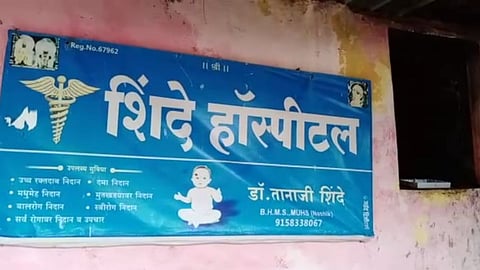 Reg.No.67962
|| श्री ||
शिंदे हॉस्पीटल
उपलब्ध सुविधा
• उच्च रक्तदाब निदान • दमा निदान
• मधुमेह निदान • मुतखड्यावर निदान
• बालरोग निदान • स्त्रीरोग निदान
• सर्व रोगावर निदान व उपचार
डॉ.तानाजी शिंदे
B.H.M.S.,MUHS (Nashik)
9158338067